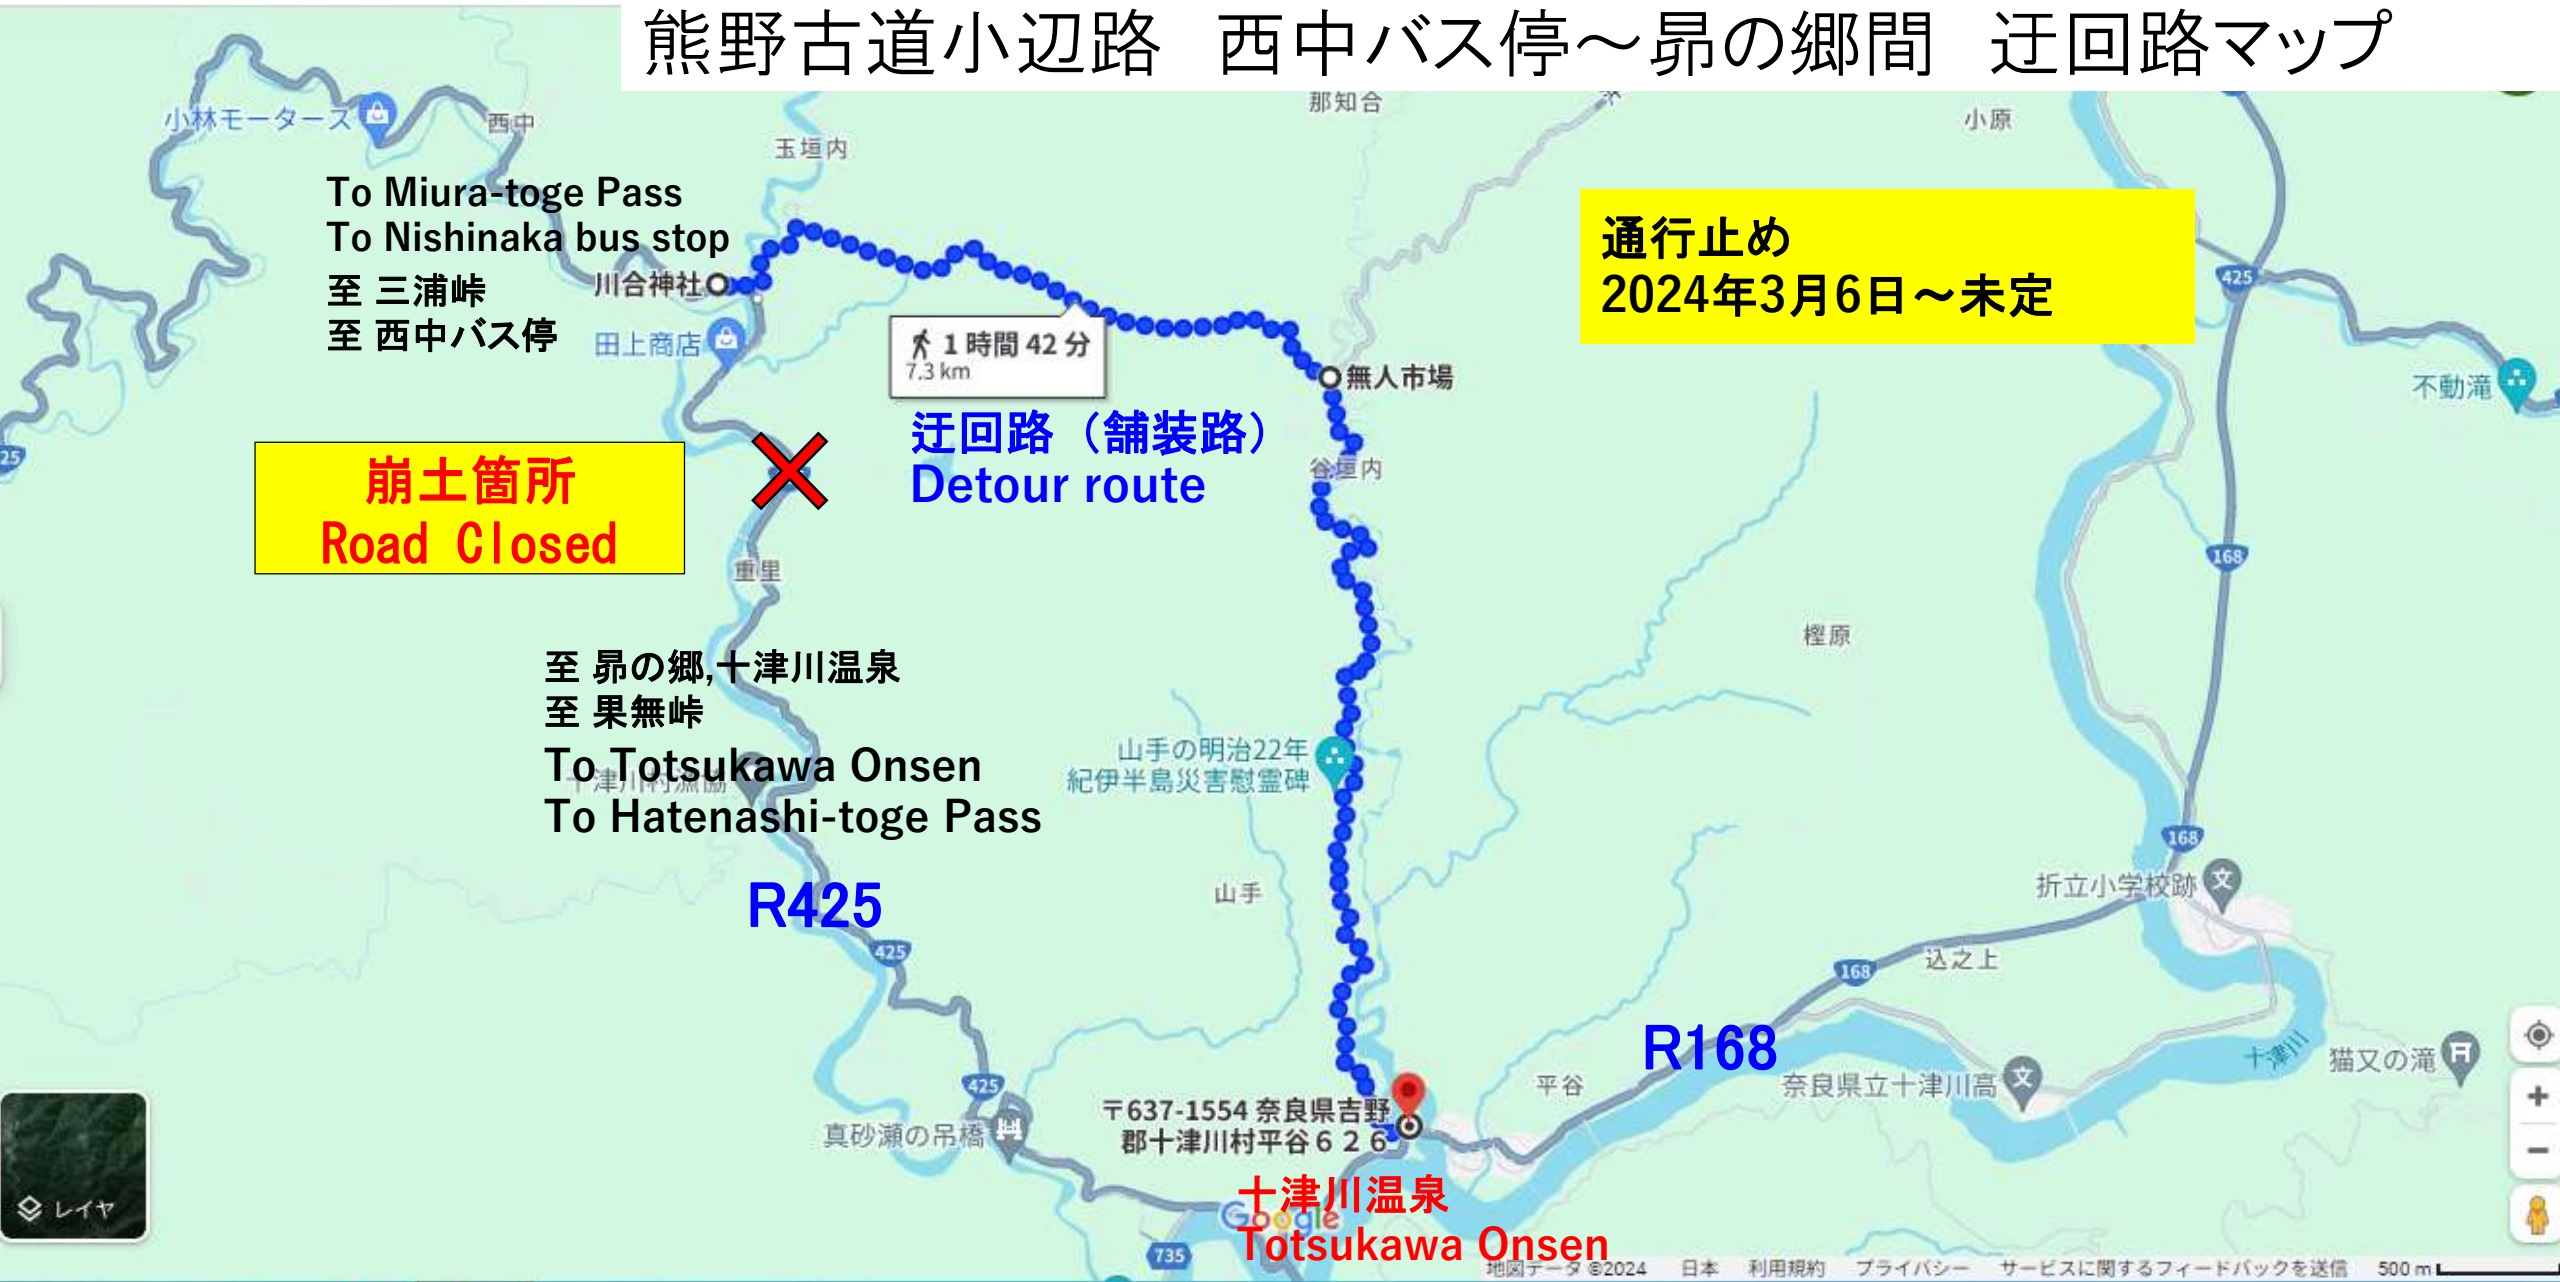 熊野古道小辺路　西中バス停～昴の郷間　迂回路マップ
那知合
小原
小林モータース
西中
玉垣内
To Miura-toge Pass
To Nishinaka bus stop
至 三浦峠
至 西中バス停
川合神社
田上商店
通行止め
2024年3月6日～未定
425
不動滝
1 時間 42 分
7.3 km
無人市場
迂回路（舗装路）
Detour route
谷垣内
25
崩土箇所
Road Closed
重里
168
樫原
至 昴の郷,十津川温泉
至 果無峠
To Totsukawa Onsen
To Hatenashi-toge Pass
十津川村漁協
山手の明治22年
紀伊半島災害慰霊碑
168
R425
山手
折立小学校跡
425
込之上
168
R168
十津川
猫又の滝
425
平谷
奈良県立十津川高
〒637-1554 奈良県吉野
郡十津川村平谷６２６
真砂瀬の吊橋
レイヤ
十津川温泉
Google
Totsukawa Onsen
735
地図データ ©2024
日本
利用規約
プライバシー
サービスに関するフィードバックを送信
500 m